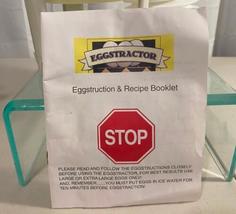 EGGSTRACTOR
Eggstruction & Recipe Booklet
STOP
PLEASE READ AND FOLLOW THE EGGSTRUCTIONS CLOSELY
BEFORE USING THE EGGSTRACTOR, FOR BEST RESULTS USE
LARGE OR EXTRA LARGE EGGS ONLY!
AND, REMEMBER.......YOU MUST PUT EGGS IN ICE WATER FOR
TEN MINUTES BEFORE EGGSTRACTION!